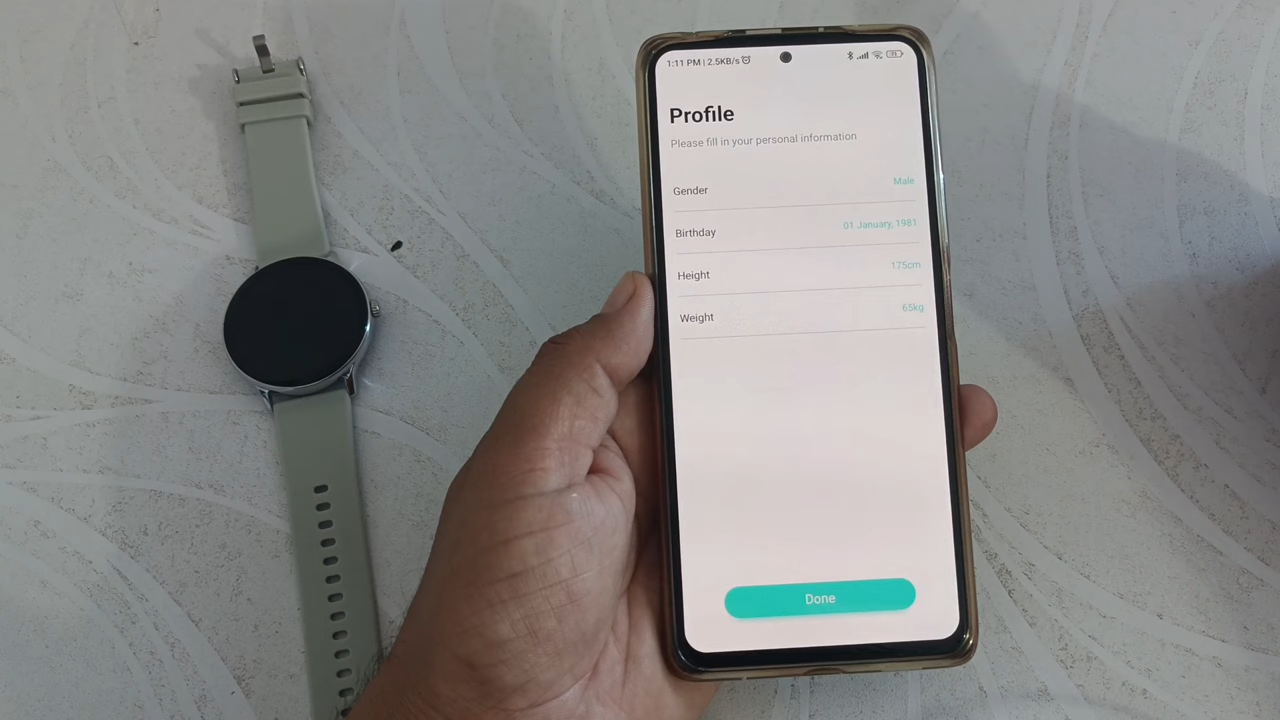 1:11 PM | 2.5KB/s
Profile
Please fill in your personal information
Gender Male
Birthday 01 January, 1981
Height 175cm
Weight 65kg
Done